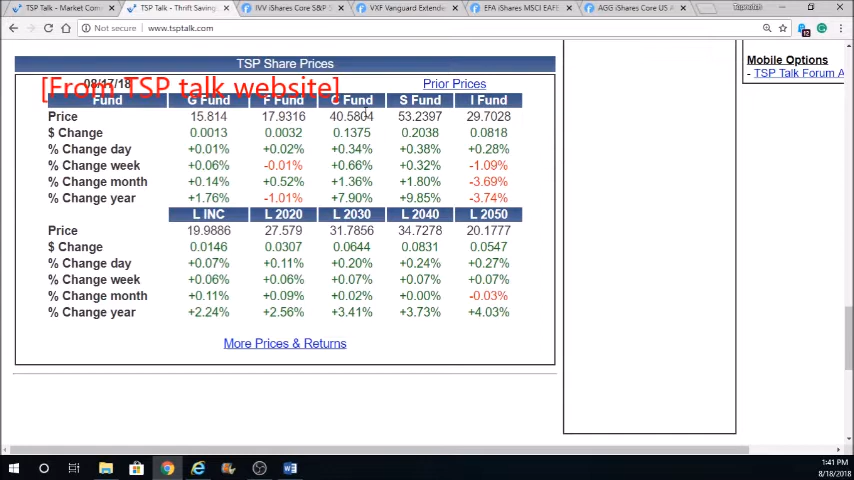 TSP Talk - Market Com
TSP Talk - Thrift Saving
IVV iShares Core S&P 5
VXF Vanguard Extende
EFA iShares MSCI EAFE
AGG iShares Core US A
Not secure | www.tsptalk.com
12
TSP Share Prices
08/17/18
Prior Prices
[From TSP talk website]
Fund G Fund F Fund C Fund S Fund I Fund
Price 15.814 17.9316 40.5804 53.2397 29.7028
$ Change 0.0013 0.0032 0.1375 0.2038 0.0818
% Change day +0.01% +0.02% +0.34% +0.38% +0.28%
% Change week +0.06% -0.01% +0.66% +0.32% -1.09%
% Change month +0.14% +0.52% +1.36% +1.80% -3.69%
% Change year +1.76% -1.01% +7.90% +9.85% -3.74%
L INC L 2020 L 2030 L 2040 L 2050
Price 19.9886 27.579 31.7856 34.7278 20.1777
$ Change 0.0146 0.0307 0.0644 0.0831 0.0547
% Change day +0.07% +0.11% +0.20% +0.24% +0.27%
% Change week +0.06% +0.06% +0.07% +0.07% +0.07%
% Change month +0.11% +0.09% +0.02% +0.00% -0.03%
% Change year +2.24% +2.56% +3.41% +3.73% +4.03%
More Prices & Returns
Mobile Options
- TSP Talk Forum A
1:41 PM
8/18/2018